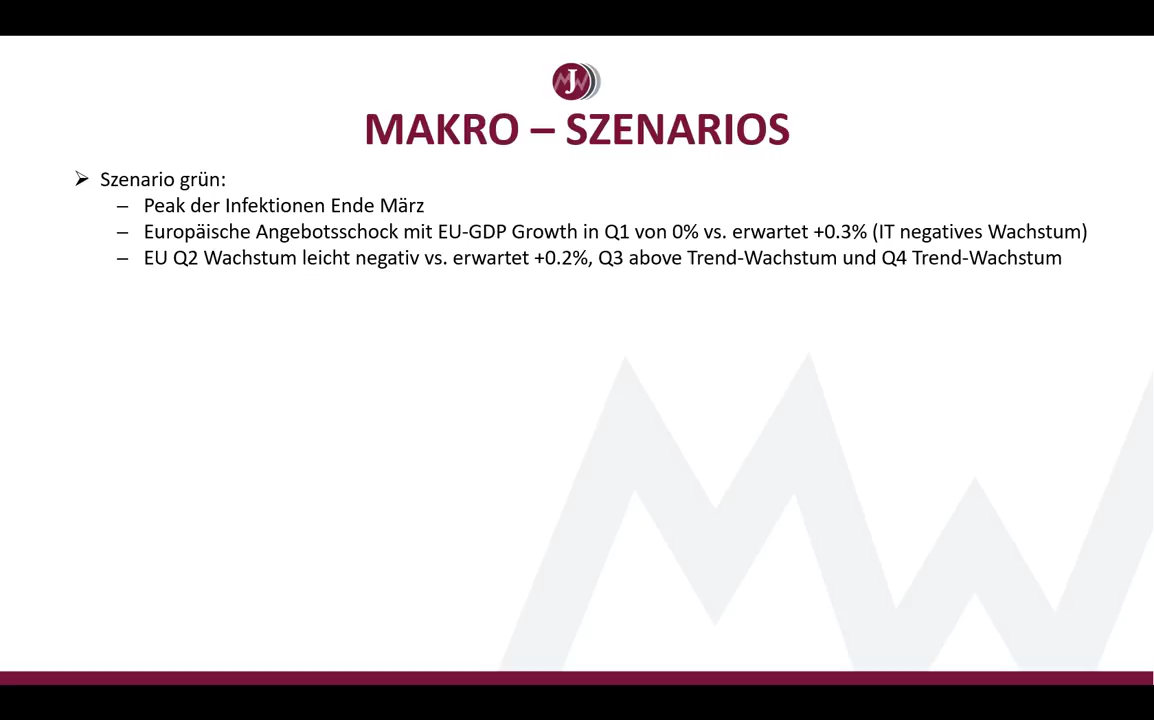 J
MAKRO – SZENARIOS
➢ Szenario grün:
– Peak der Infektionen Ende März
– Europäische Angebotsschock mit EU-GDP Growth in Q1 von 0% vs. erwartet +0.3% (IT negatives Wachstum)
– EU Q2 Wachstum leicht negativ vs. erwartet +0.2%, Q3 above Trend-Wachstum und Q4 Trend-Wachstum